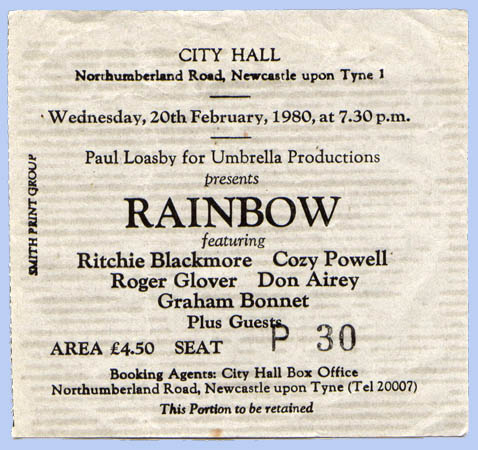 CITY HALL
Northumberland Road, Newcastle upon Tyne 1
Wednesday, 20th February, 1980, at 7.30 p.m.
Paul Loasby for Umbrella Productions
presents
RAINBOW
featuring
Ritchie Blackmore Cozy Powell
Roger Glover Don Airey
Graham Bonnet
Plus Guests
AREA £4.50 SEAT P 30
Booking Agents: City Hall Box Office
Northumberland Road, Newcastle upon Tyne (Tel 20007)
This Portion to be retained
SMITH PRINT GROUP